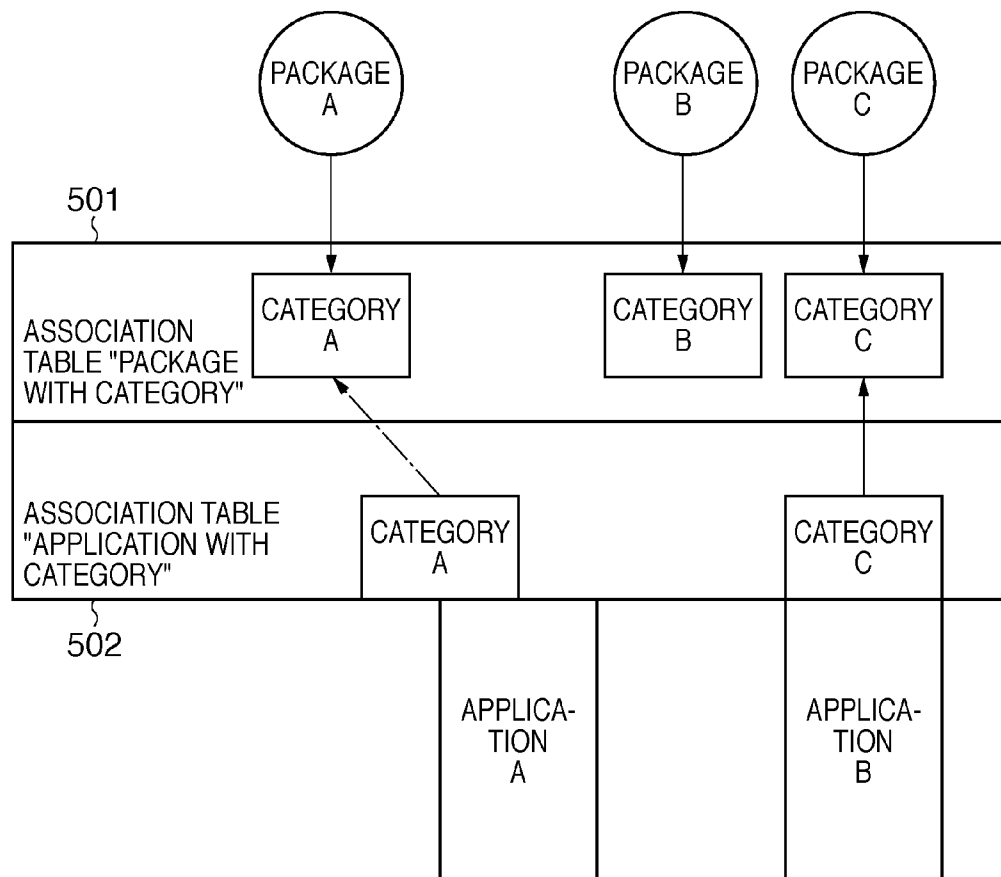 PACKAGE
A
PACKAGE
B
PACKAGE
C
501
CATEGORY
A
CATEGORY
B
CATEGORY
C
ASSOCIATION
TABLE "PACKAGE
WITH CATEGORY"
ASSOCIATION TABLE
"APPLICATION WITH
CATEGORY"
CATEGORY
A
CATEGORY
C
502
APPLICA-
TION
A
APPLICA-
TION
B